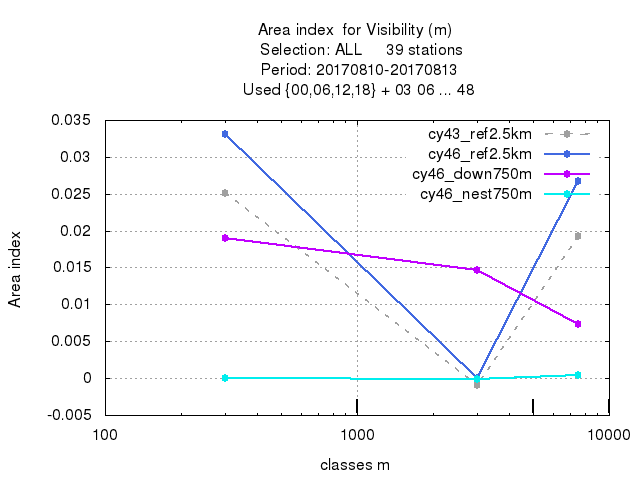 Area index  for Visibility (m)
Selection: ALL     39 stations
Period: 20170810-20170813
Used {00,06,12,18} + 03 06 ... 48
cy43_ref2.5km
cy46_ref2.5km
cy46_down750m
cy46_nest750m
Area index
0.035
0.03
0.025
0.02
0.015
0.01
0.005
0
-0.005
100
1000
10000
classes m